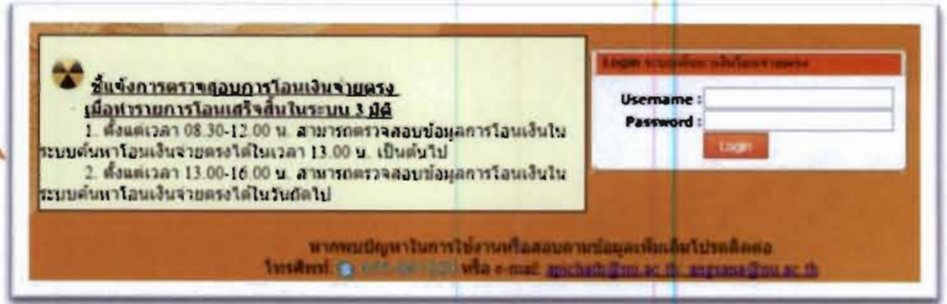 ชี้แจงการตรวจสอบการโอนเงินจ่ายตรง
เมื่อทำรายการโอนเสร็จสิ้นในระบบ 3 มิติ
1. ตั้งแต่เวลา 08.30-12.00 น. สามารถตรวจสอบข้อมูลการโอนเงินใน
ระบบค้นหาโอนเงินจ่ายตรงได้ในเวลา 13.00 น. เป็นต้นไป
2. ตั้งแต่เวลา 13.00-16.00 น. สามารถตรวจสอบข้อมูลการโอนเงินใน
ระบบค้นหาโอนเงินจ่ายตรงได้ในวันถัดไป
Login
Username :
Password :
Login
หากพบปัญหาในการใช้งานหรือสอบถามข้อมูลเพิ่มเติมโปรดติดต่อ
โทรศัพท์ หรือ e-mail: apichath@nu.ac.th, angsana@nu.ac.th